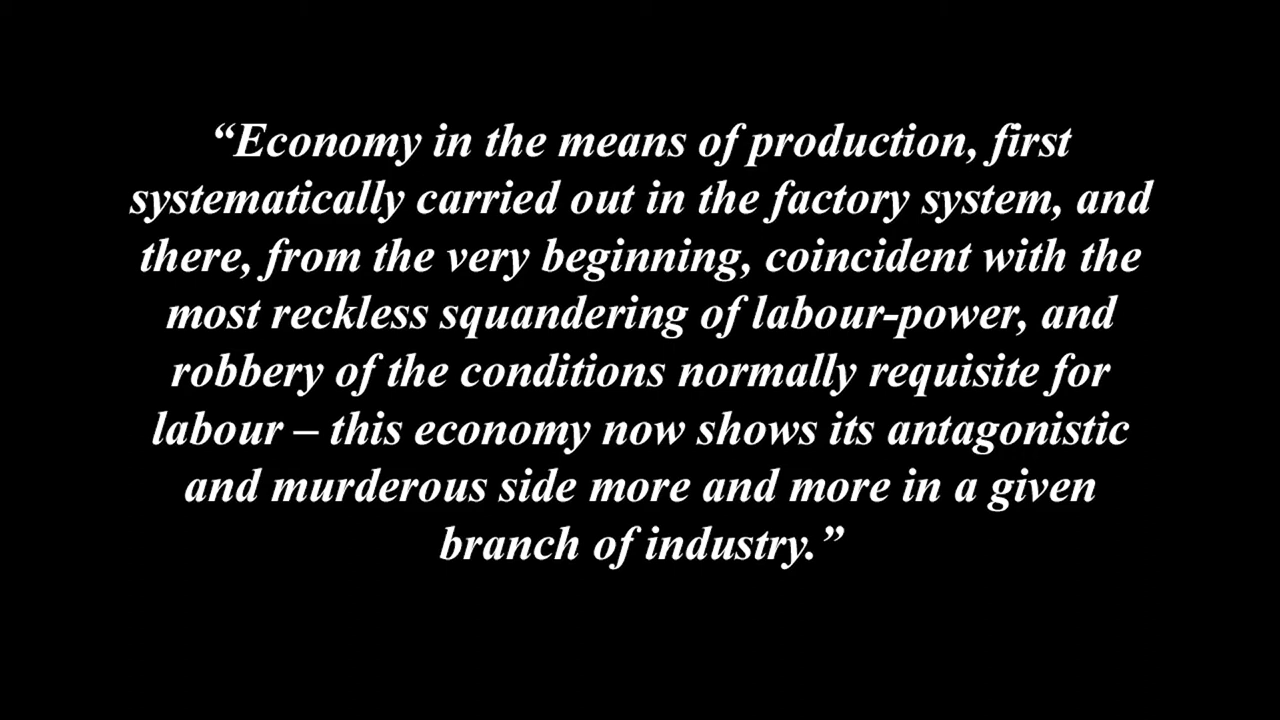 “Economy in the means of production, first
systematically carried out in the factory system, and
there, from the very beginning, coincident with the
most reckless squandering of labour-power, and
robbery of the conditions normally requisite for
labour – this economy now shows its antagonistic
and murderous side more and more in a given
branch of industry.”